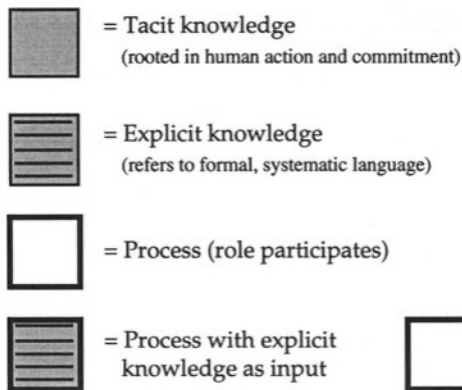 = Tacit knowledge
(rooted in human action and commitment)
= Explicit knowledge
(refers to formal, systematic language)
= Process (role participates)
= Process with explicit
knowledge as input